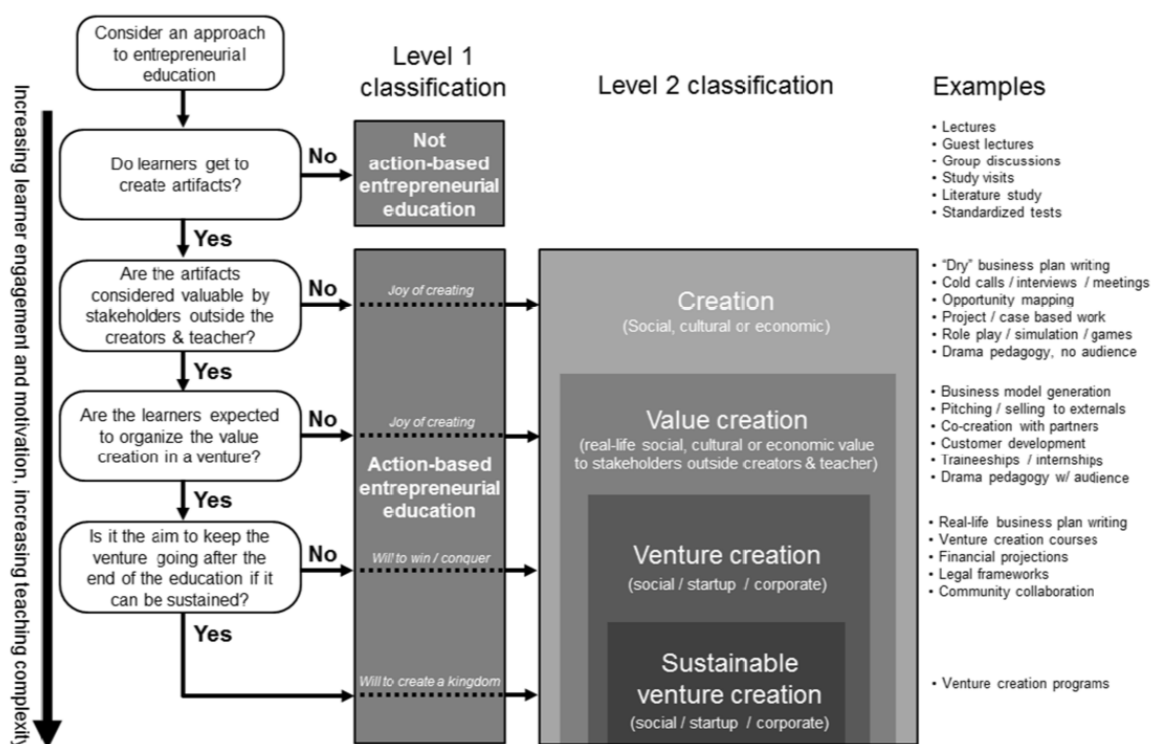 Consider an approach
to entrepreneurial
education
Level 1
classification
Level 2 classification
Examples
Increasing learner engagement and motivation, increasing teaching complexity
Do learners get to
create artifacts?
No
Not
action-based
entrepreneurial
education
• Lectures
• Guest lectures
• Group discussions
• Study visits
• Literature study
• Standardized tests
Yes
Are the artifacts
considered valuable by
stakeholders outside the
creators & teacher?
No
Joy of creating
Creation
(Social, cultural or economic)
• “Dry” business plan writing
• Cold calls / interviews / meetings
• Opportunity mapping
• Project / case based work
• Role play / simulation / games
• Drama pedagogy, no audience
Yes
Are the learners expected
to organize the value
creation in a venture?
No
Joy of creating
Action-based
entrepreneurial
education
Value creation
(real-life social, cultural or economic value
to stakeholders outside creators & teacher)
• Business model generation
• Pitching / selling to externals
• Co-creation with partners
• Customer development
• Traineeships / internships
• Drama pedagogy w/ audience
Yes
Is it the aim to keep the
venture going after the
end of the education if it
can be sustained?
No
Will to win / conquer
Venture creation
(social / startup / corporate)
• Real-life business plan writing
• Venture creation courses
• Financial projections
• Legal frameworks
• Community collaboration
Yes
Will to create a kingdom
Sustainable
venture creation
(social / startup / corporate)
• Venture creation programs